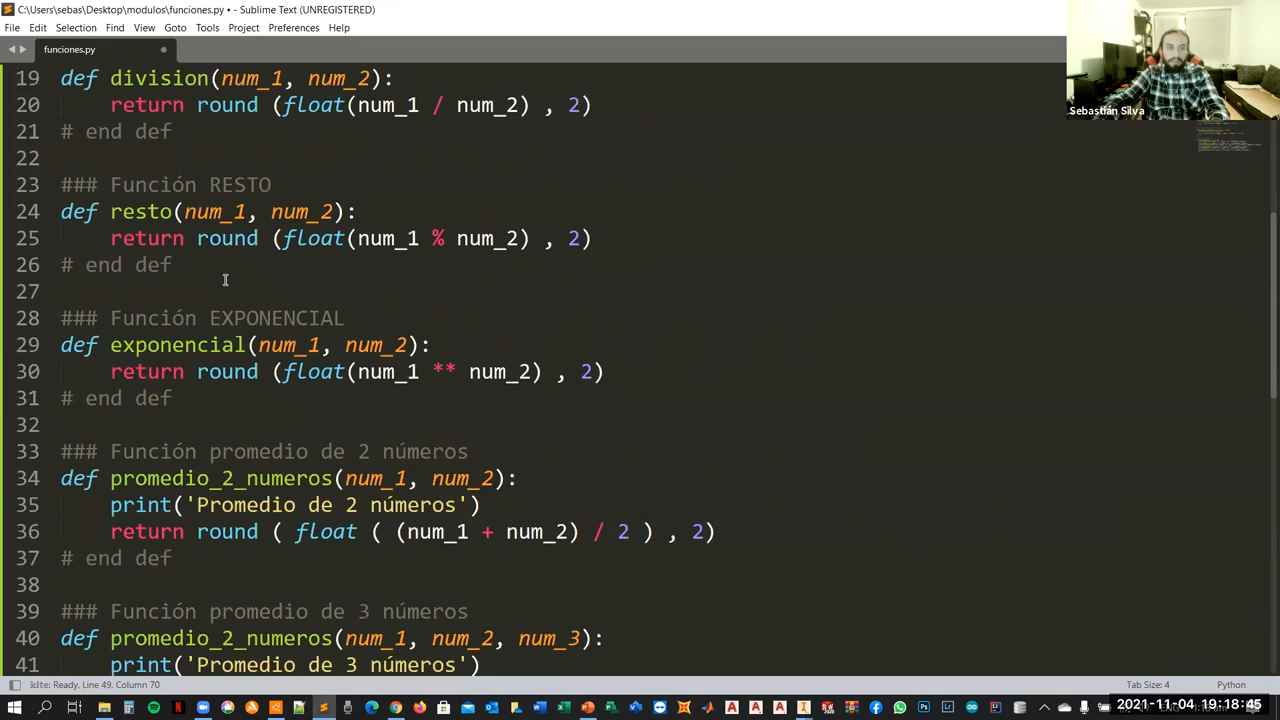 C:\Users\sebas\Desktop\modulos\funciones.py • - Sublime Text (UNREGISTERED)
File Edit Selection Find View Goto Tools Project Preferences Help
funciones.py
19 def division(num_1, num_2):
20 return round (float(num_1 / num_2) , 2)
21 # end def
22
23 ### Función RESTO
24 def resto(num_1, num_2):
25 return round (float(num_1 % num_2) , 2)
26 # end def
27
28 ### Función EXPONENCIAL
29 def exponencial(num_1, num_2):
30 return round (float(num_1 ** num_2) , 2)
31 # end def
32
33 ### Función promedio de 2 números
34 def promedio_2_numeros(num_1, num_2):
35 print('Promedio de 2 números')
36 return round ( float ( (num_1 + num_2) / 2 ) , 2)
37 # end def
38
39 ### Función promedio de 3 números
40 def promedio_2_numeros(num_1, num_2, num_3):
41 print('Promedio de 3 números')
Sebastián Silva
kite: Ready, Line 49, Column 70
Tab Size: 4
Python
2021-11-04 19:18:45